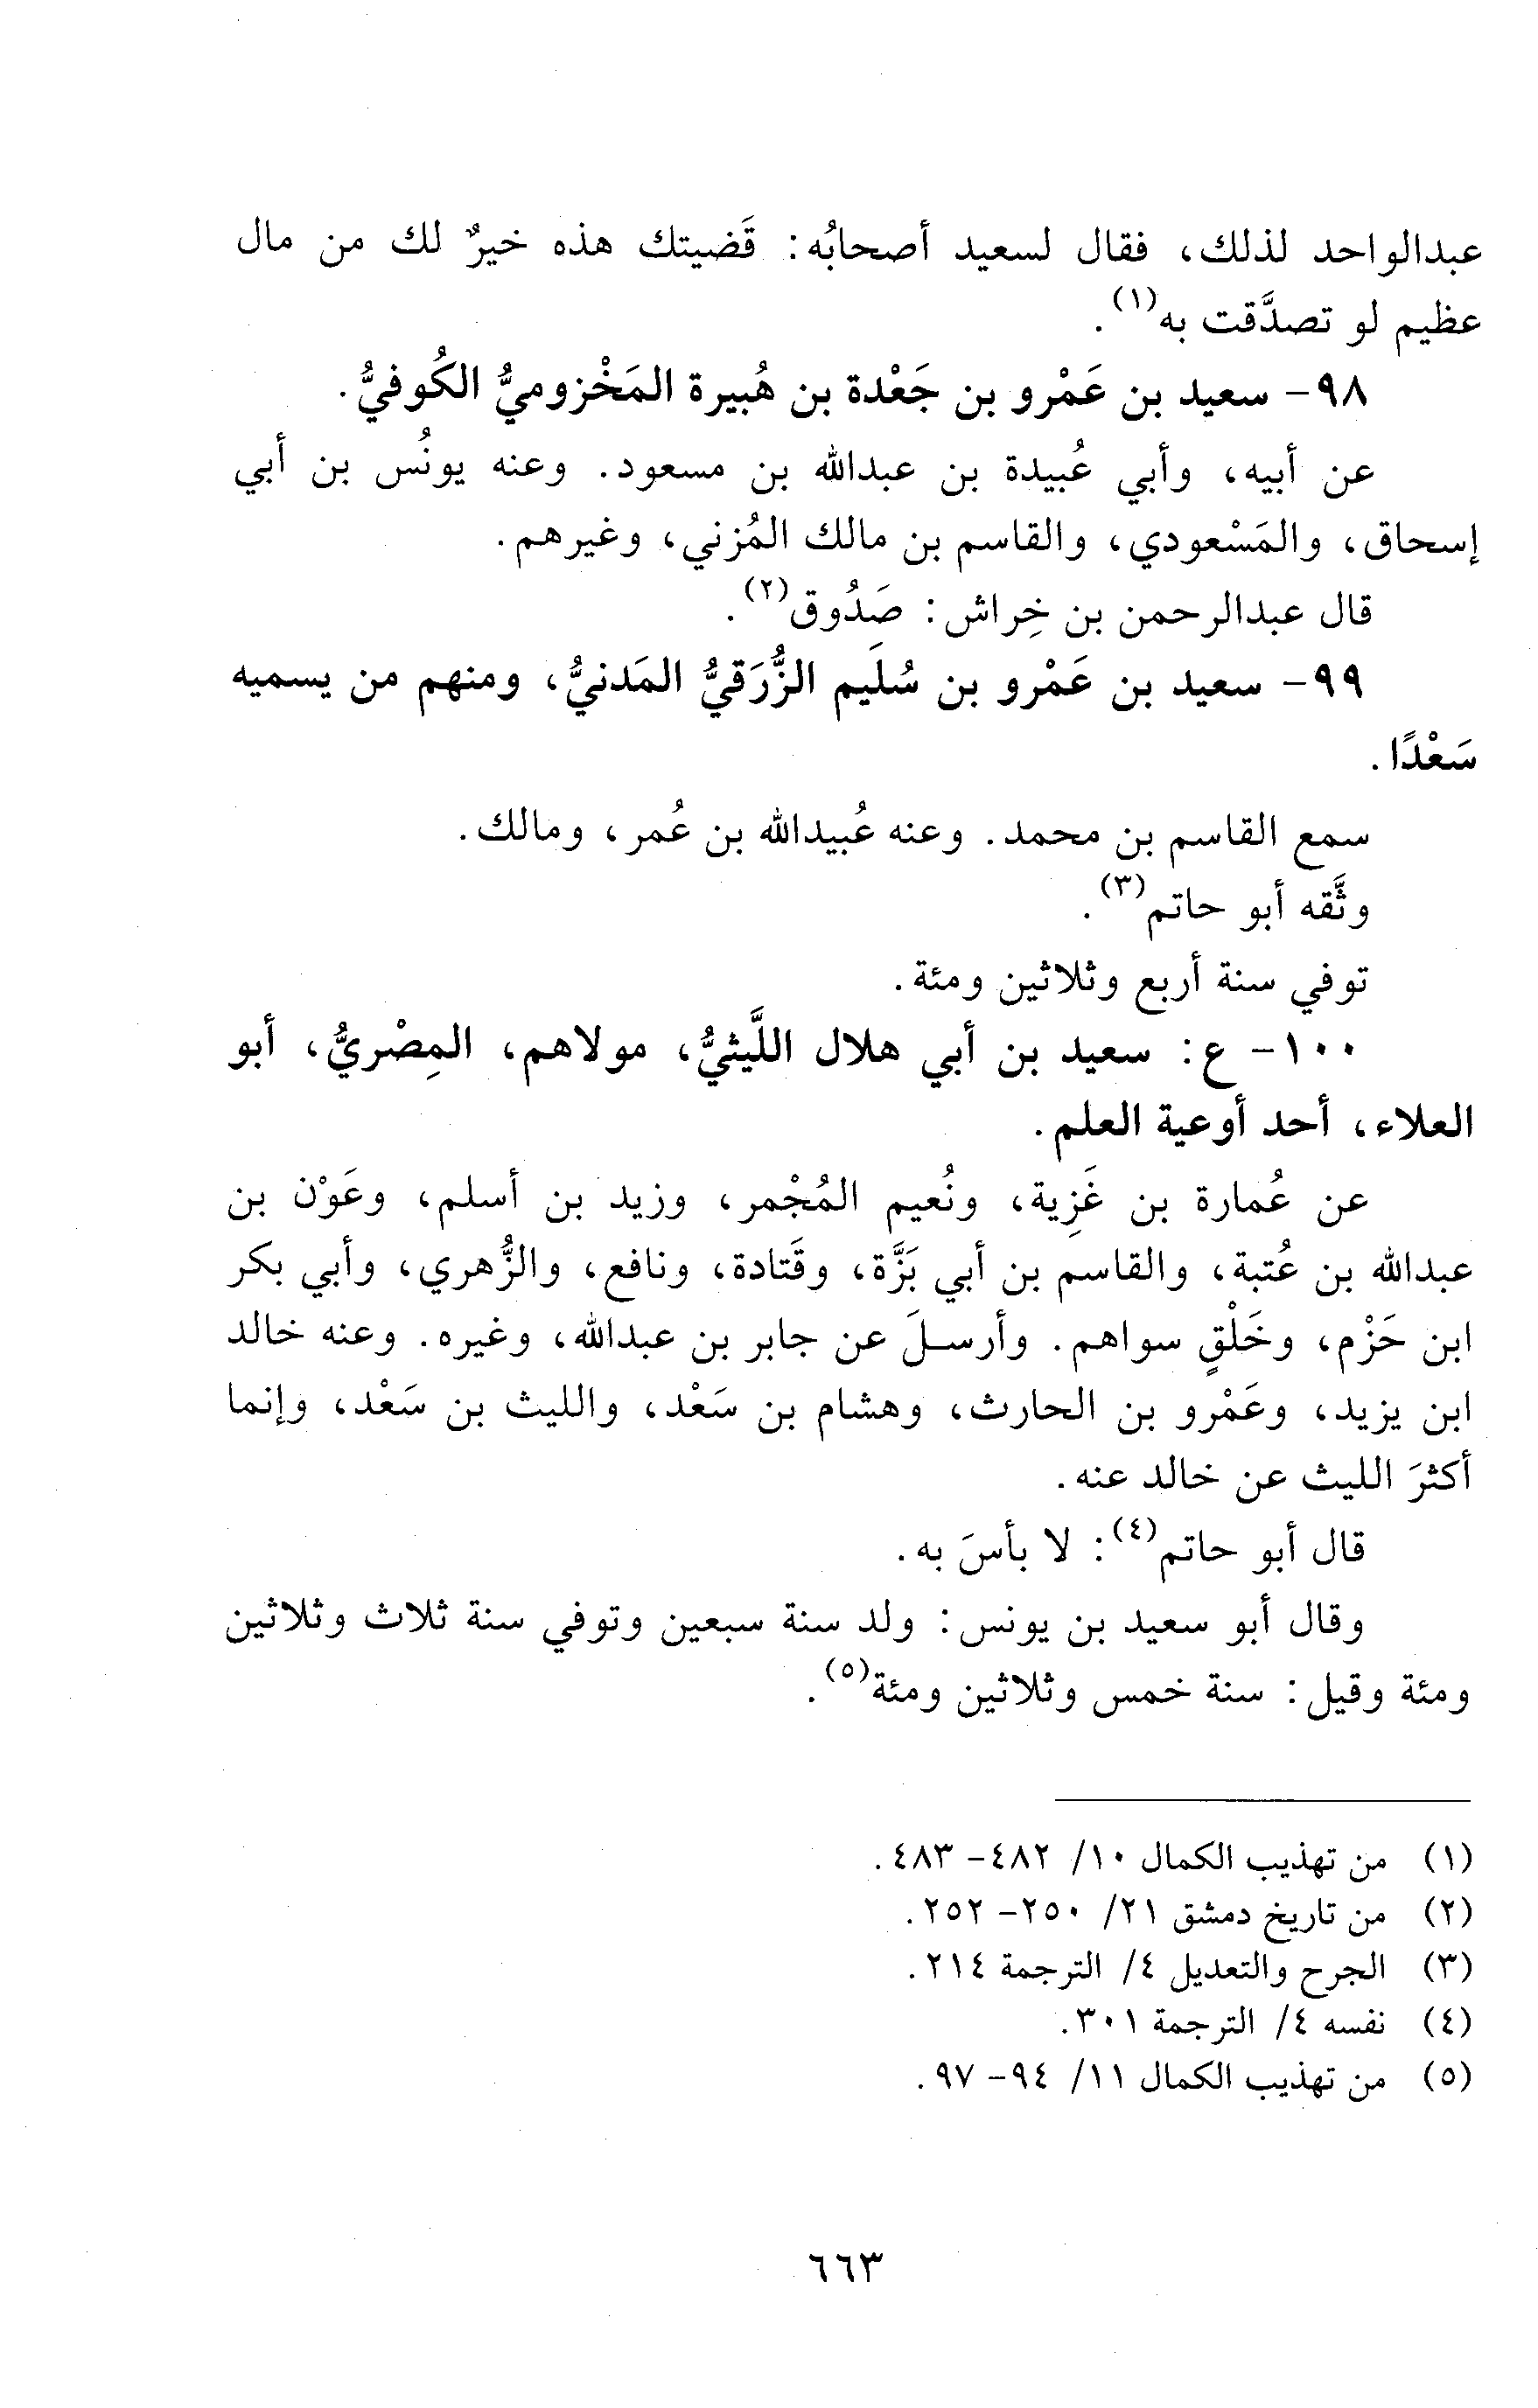 عبدالواحد لذلك، فقال لسعيد أصحابُه: قَضيتك هذه خيرٌ لك من مال
عظيم لو تصدَّقت به(١).
٩٨- سعيد بن عَمْرو بن جَعْدة بن هُبيرة المَخْزوميُّ الكُوفيُّ.
عن أبيه، وأبي عُبيدة بن عبدالله بن مسعود. وعنه يونُس بن أبي
إسحاق، والمَسْعودي، والقاسم بن مالك المُزني، وغيرهم.
قال عبدالرحمن بن خِراش: صَدُوق(٢).
٩٩- سعيد بن عَمْرو بن سُلَيم الزُّرَقيُّ المَدنيُّ، ومنهم من يسميه
سَعْدًا.
سمع القاسم بن محمد. وعنه عُبيدالله بن عُمر، ومالك.
وثَّقه أبو حاتم(٣).
توفي سنة أربع وثلاثين ومئة.
١٠٠- ع: سعيد بن أبي هلال اللَّيثيُّ، مولاهم، المِصْريُّ، أبو
العلاء، أحد أوعية العلم.
عن عُمارة بن غَزِية، ونُعيم المُجْمر، وزيد بن أسلم، وعَوْن بن
عبدالله بن عُتبة، والقاسم بن أبي بَزَّة، وقَتادة، ونافع، والزُّهري، وأبي بكر
ابن حَزْم، وخَلْقٍ سواهم. وأرسلَ عن جابر بن عبدالله، وغيره. وعنه خالد
ابن يزيد، وعَمْرو بن الحارث، وهشام بن سَعْد، والليث بن سَعْد، وإنما
أكثرَ الليث عن خالد عنه.
قال أبو حاتم(٤): لا بأسَ به.
وقال أبو سعيد بن يونس: ولد سنة سبعين وتوفي سنة ثلاث وثلاثين
ومئة وقيل: سنة خمس وثلاثين ومئة(٥).
(١) من تهذيب الكمال ١٠/ ٤٨٢- ٤٨٣.
(٢) من تاريخ دمشق ٢١/ ٢٥٠- ٢٥٢.
(٣) الجرح والتعديل ٤/ الترجمة ٢١٤.
(٤) نفسه ٤/ الترجمة ٣٠١.
(٥) من تهذيب الكمال ١١/ ٩٤- ٩٧.
٦٦٣